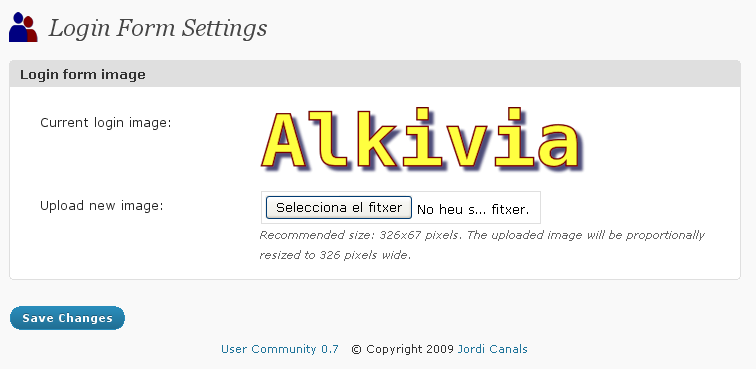 Login Form Settings
Login form image
Current login image:
Alkivia
Upload new image:
Selecciona el fitxer No heu s... fitxer.
Recommended size: 326x67 pixels. The uploaded image will be proportionally
resized to 326 pixels wide.
Save Changes
User Community 0.7 © Copyright 2009 Jordi Canals